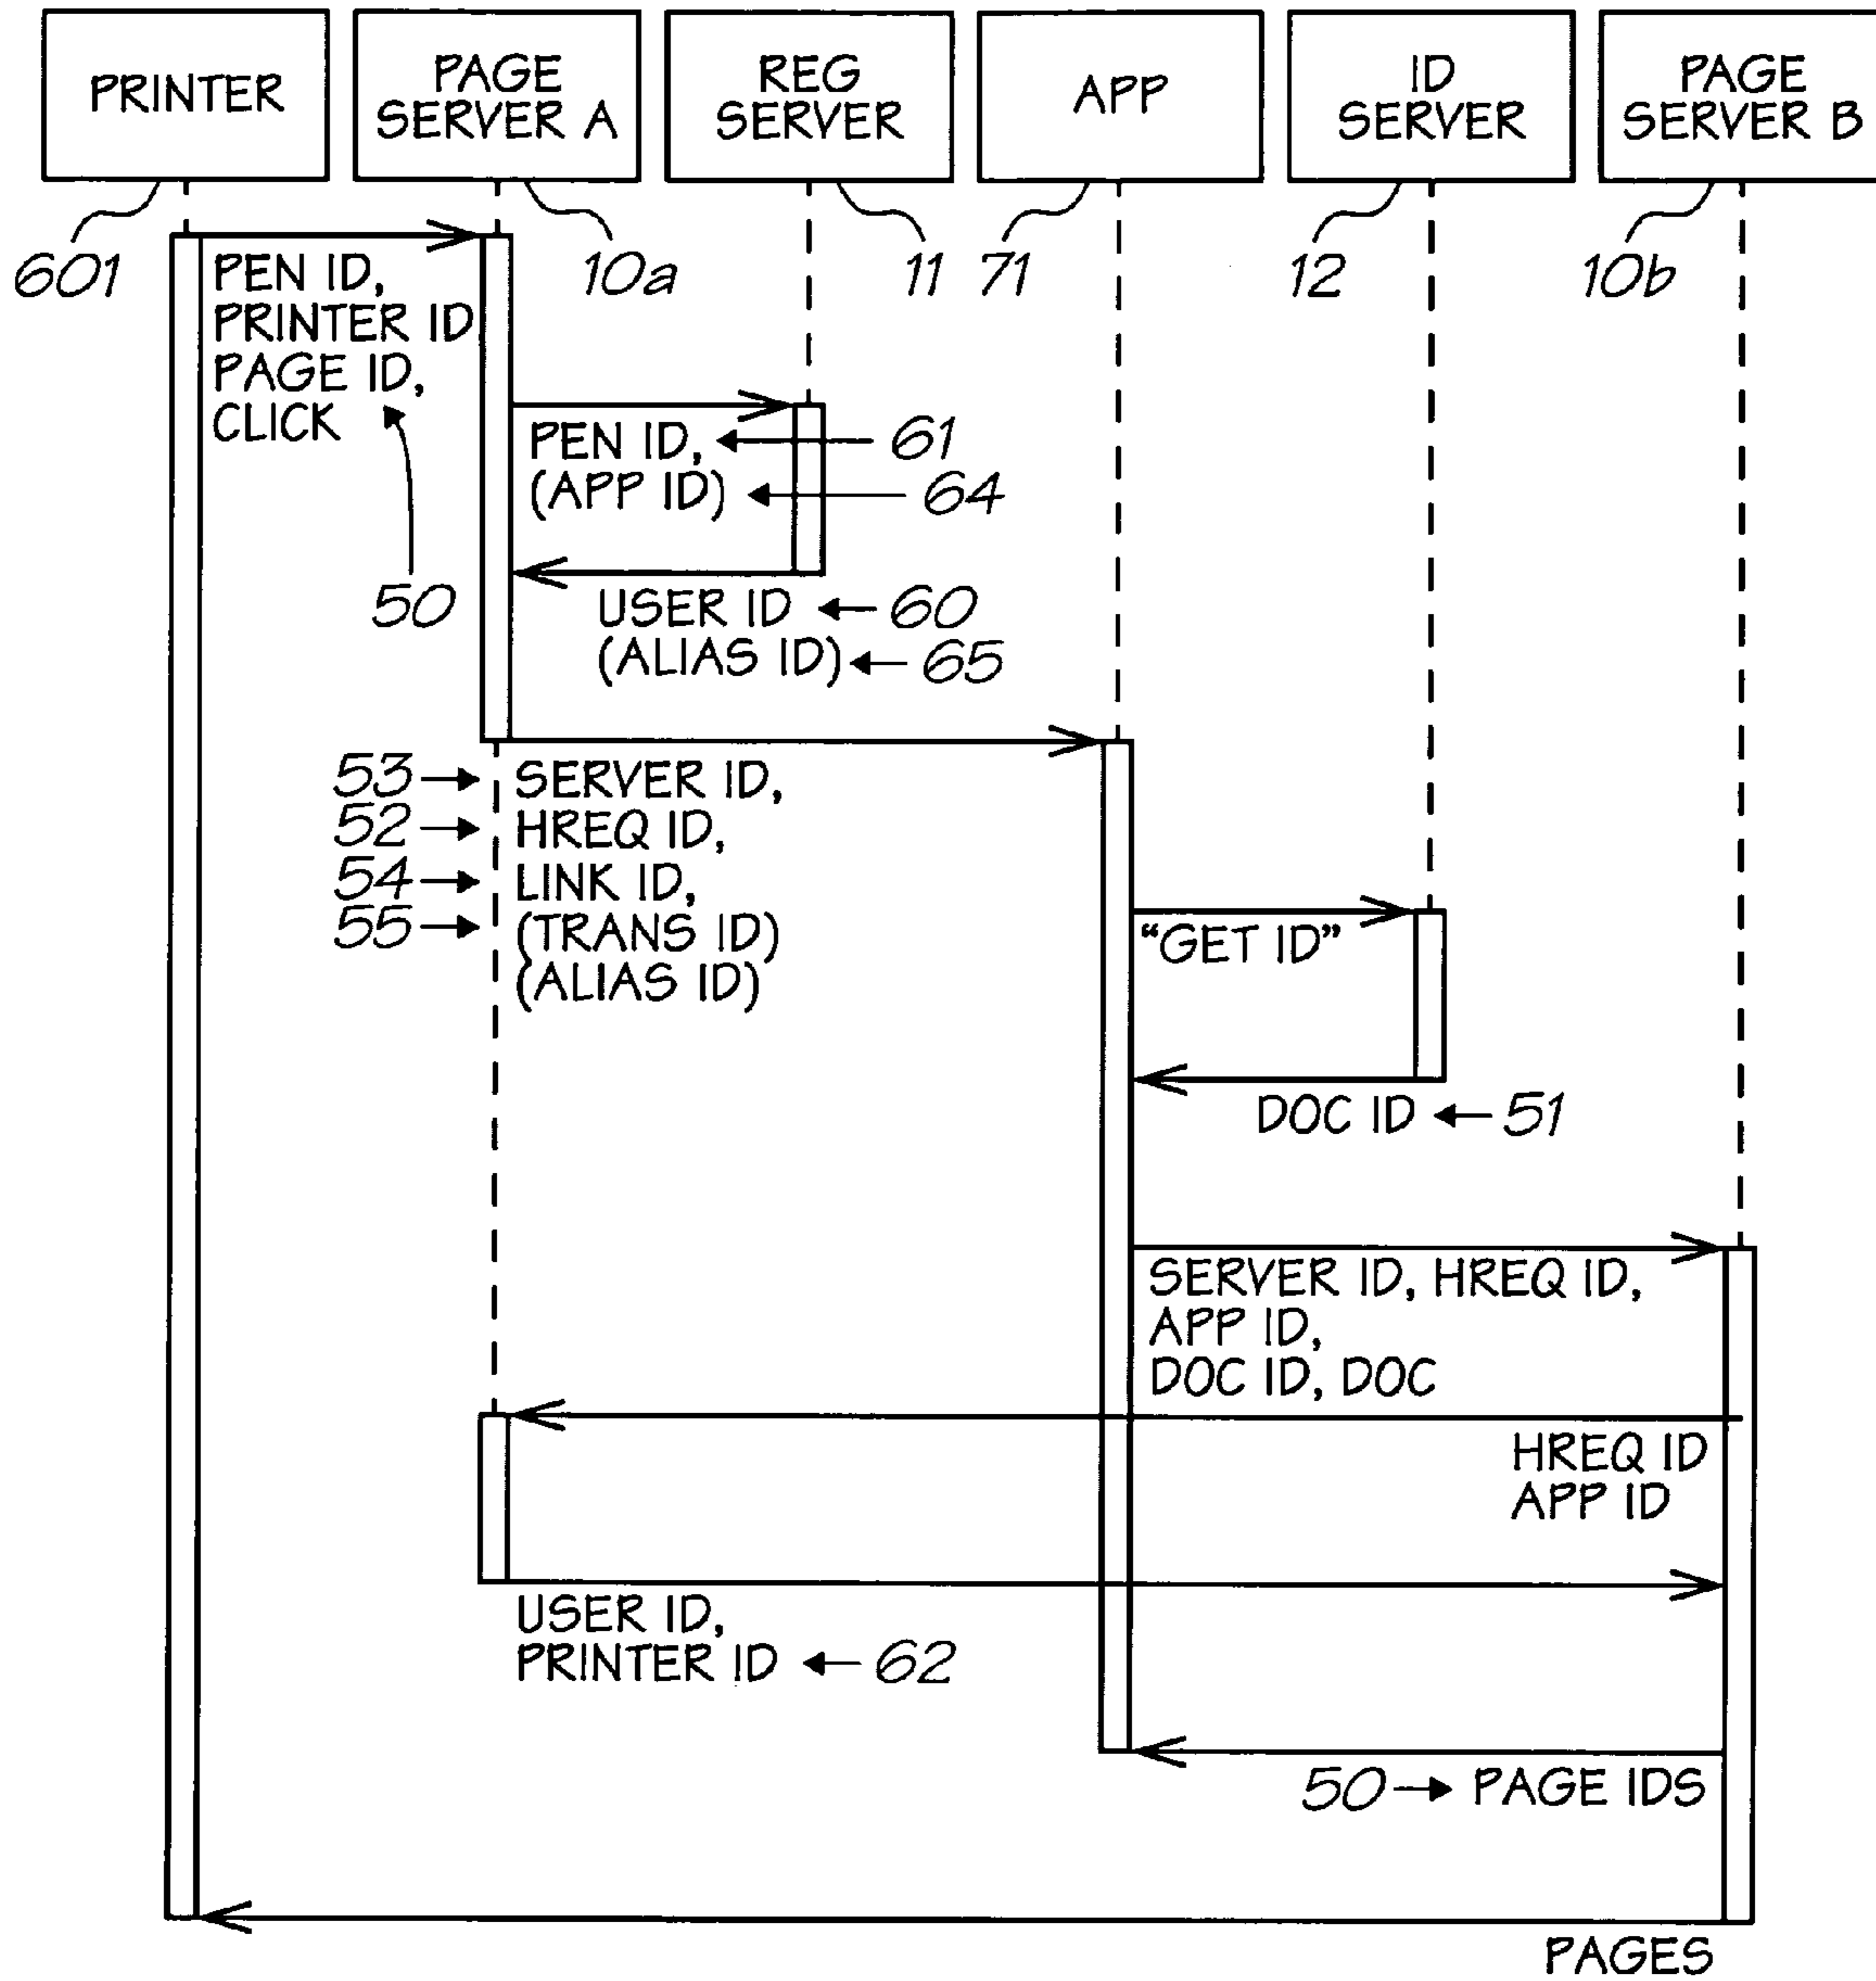 PRINTER
PAGE
SERVER A
REG
SERVER
APP
ID
SERVER
PAGE
SERVER B
601
10a
11
71
12
10b
PEN ID,
PRINTER ID
PAGE ID,
CLICK
50
PEN ID,
61
(APP ID)
64
USER ID
60
(ALIAS ID)
65
53
SERVER ID,
52
HREQ ID,
54
LINK ID,
55
(TRANS ID)
(ALIAS ID)
"GET ID"
DOC ID
51
SERVER ID, HREQ ID,
APP ID,
DOC ID, DOC
HREQ ID
APP ID
USER ID,
PRINTER ID
62
50
PAGE IDS
PAGES